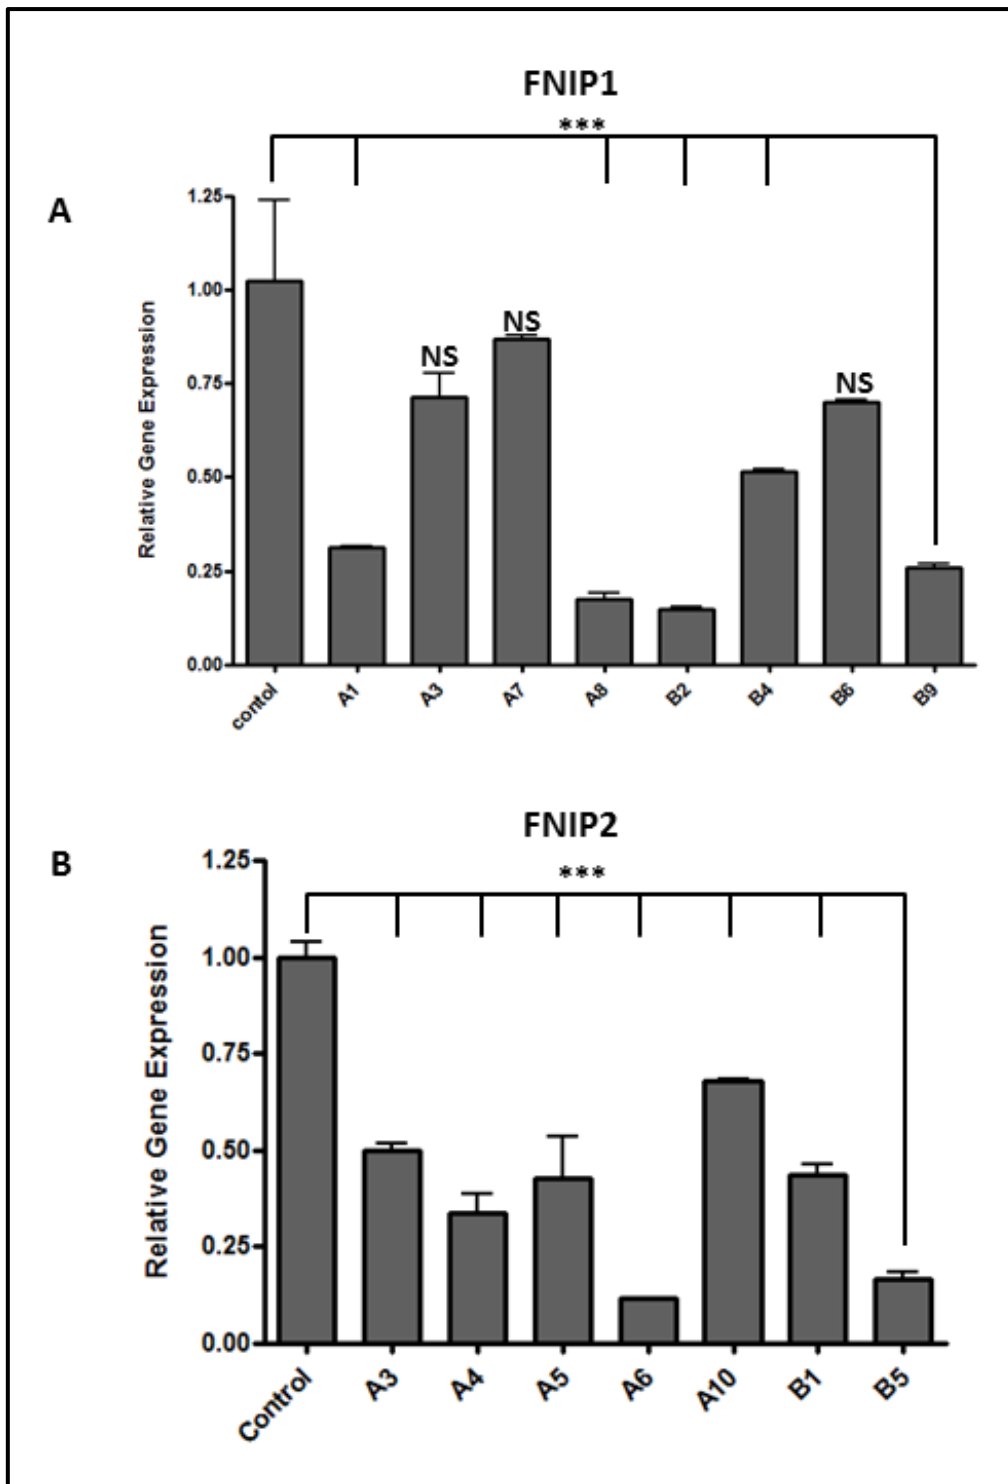 FNIP1
***
A
1.25
1.00
0.75
0.50
0.25
0.00
Relative Gene Expression
NS
NS
NS
contol
A1
A3
A7
A8
B2
B4
B6
B9
FNIP2
***
B
1.25
1.00
0.75
0.50
0.25
0.00
Relative Gene Expression
Control
A3
A4
A5
A6
A10
B1
B5